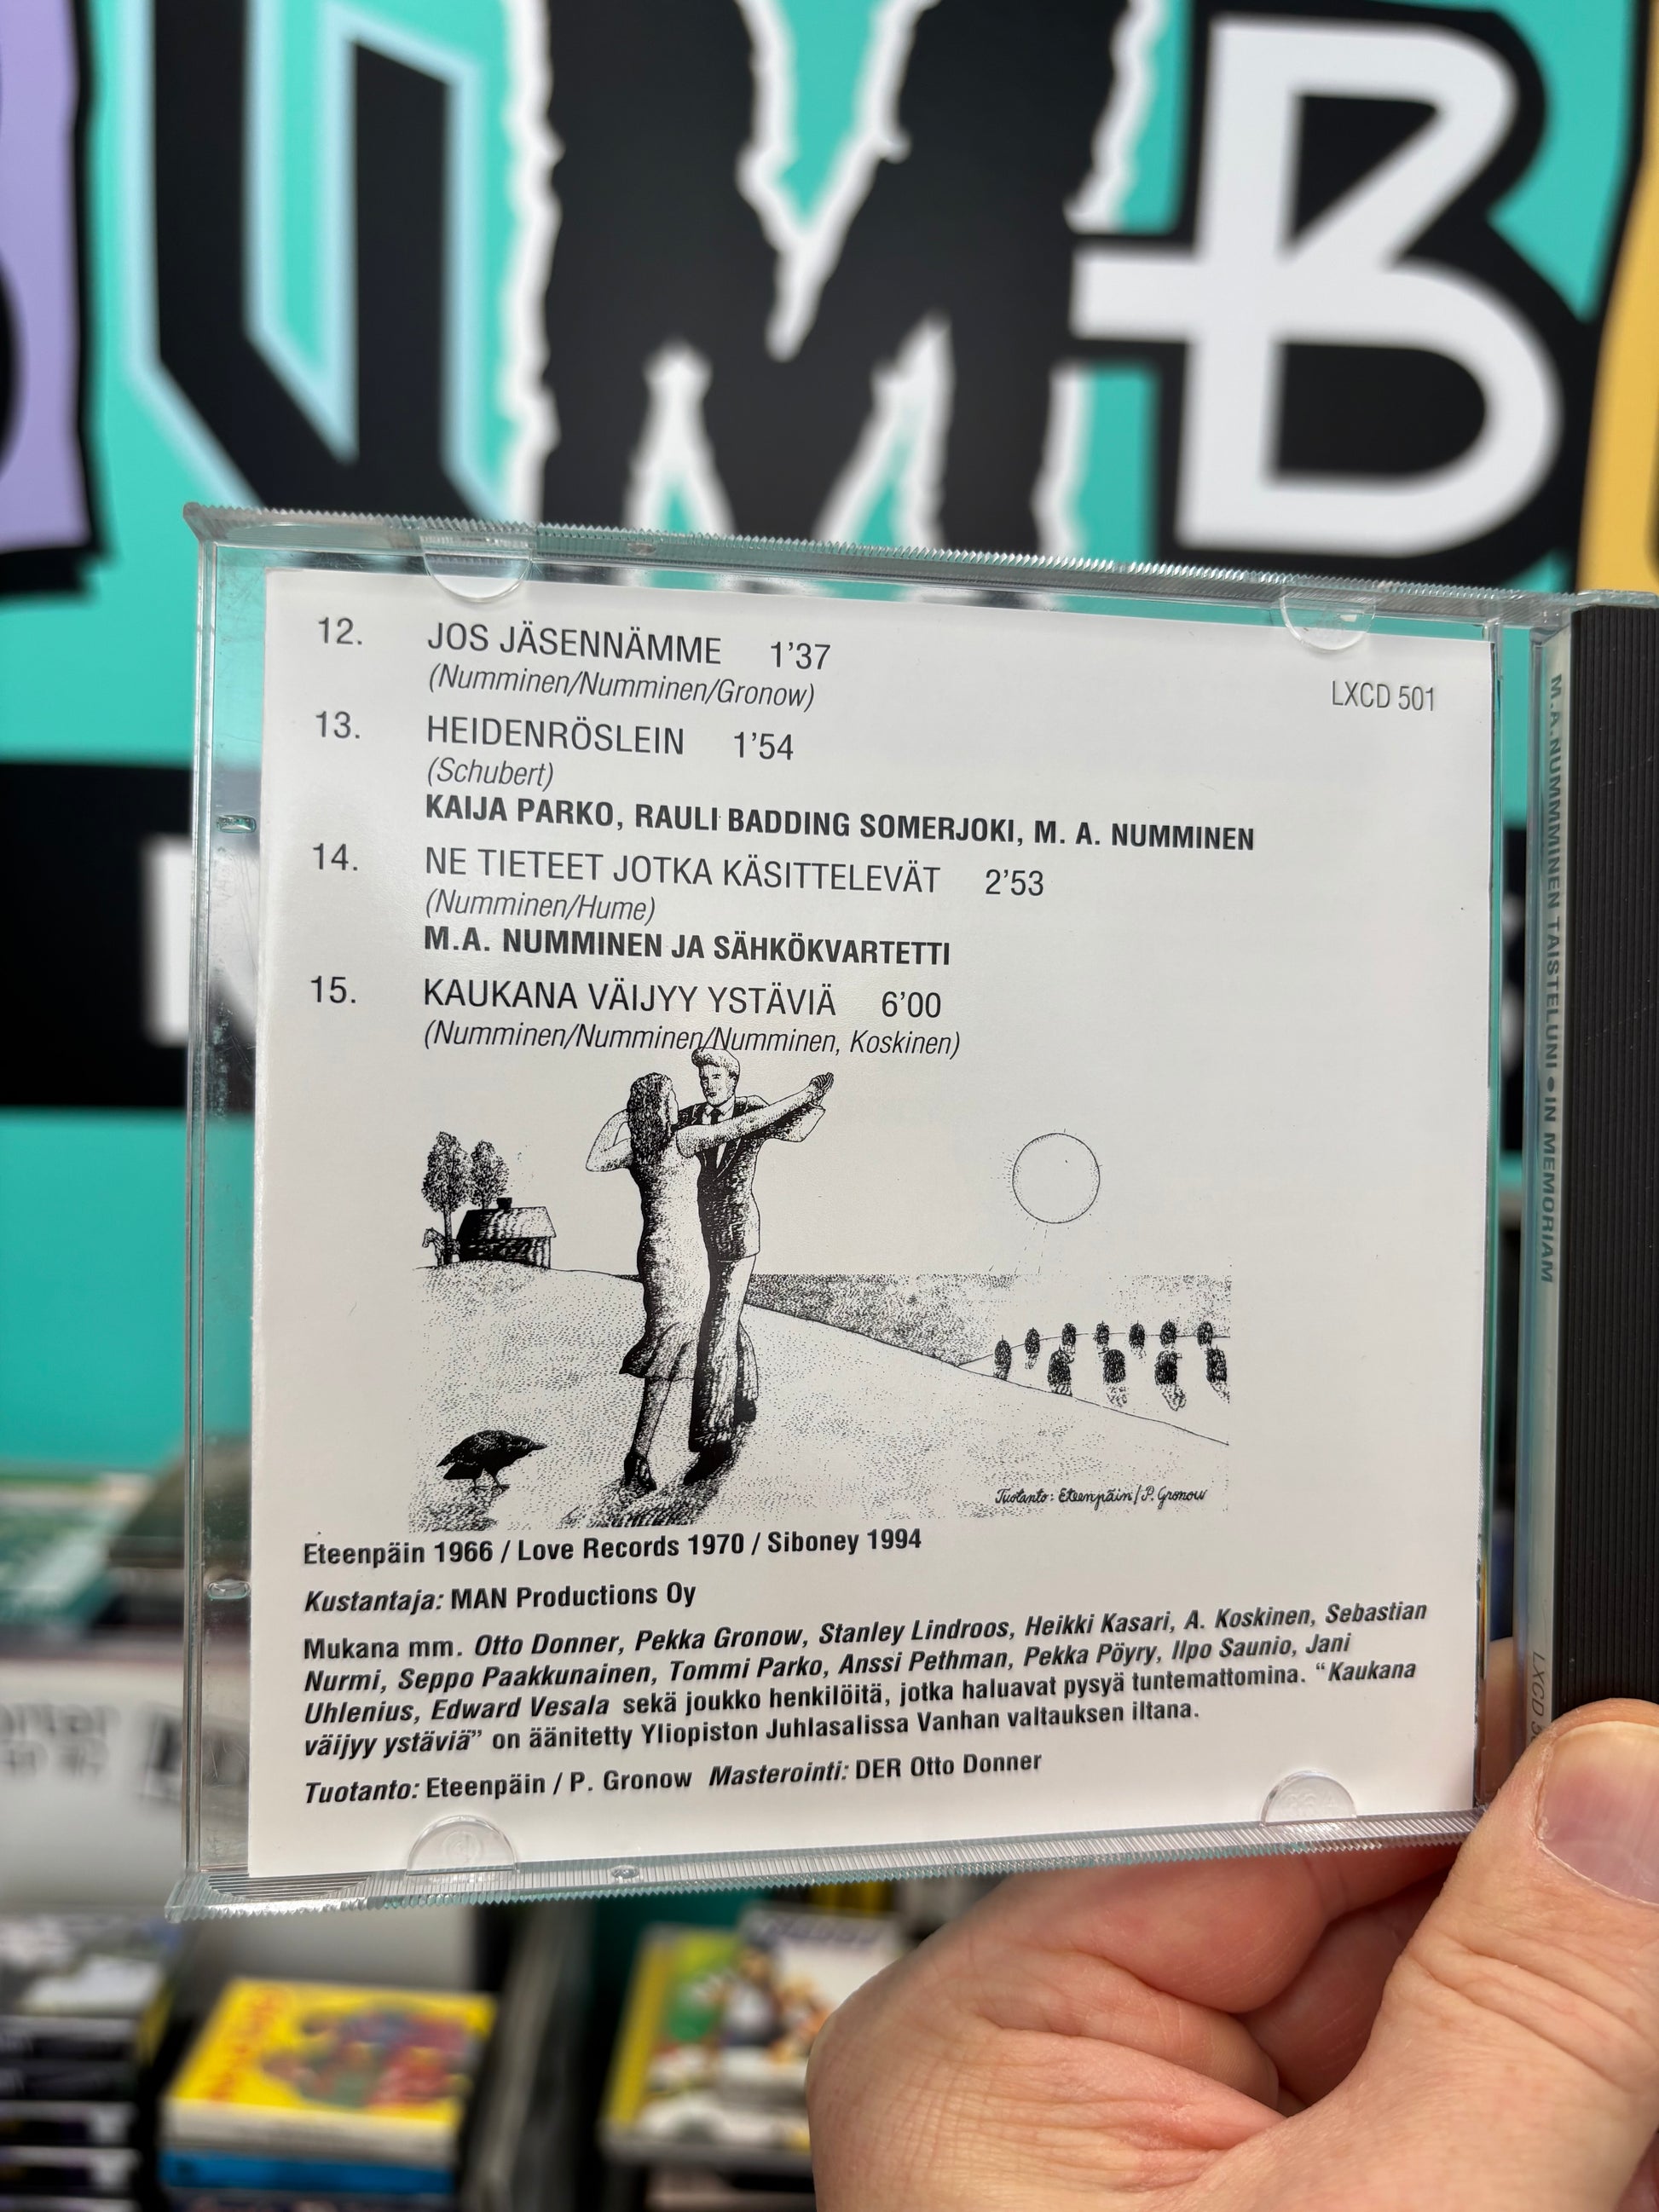 12. JOS JÄSENNÄMME 1'37
(Numminen/Numminen/Gronow)
LXCD 501
13. HEIDENRÖSLEIN 1'54
(Schubert)
KAIJA PARKO, RAULI BADDING SOMERJOKI, M. A. NUMMINEN
14. NE TIETEET JOTKA KÄSITTELEVÄT 2'53
(Numminen/Hume)
M.A. NUMMINEN JA SÄHKÖKVARTETTI
15. KAUKANA VÄIJYY YSTÄVIÄ 6'00
(Numminen/Numminen/Numminen, Koskinen)
Tuotanto: Eteenpäin / P. Gronow
Eteenpäin 1966 / Love Records 1970 / Siboney 1994
Kustantaja: MAN Productions Oy
Mukana mm. Otto Donner, Pekka Gronow, Stanley Lindroos, Heikki Kasari, A. Koskinen, Sebastian
Nurmi, Seppo Paakkunainen, Tommi Parko, Anssi Pethman, Pekka Pöyry, Ilpo Saunio, Jani
Uhlenius, Edward Vesala sekä joukko henkilöitä, jotka haluavat pysyä tuntemattomina. "Kaukana
väijyy ystäviä" on äänitetty Yliopiston Juhlasalissa Vanhan valtauksen iltana.
Tuotanto: Eteenpäin / P. Gronow Masterointi: DER Otto Donner
M.A.NUMMMINEN TAISTELUNI • IN MEMORIAM
LXCD
MB